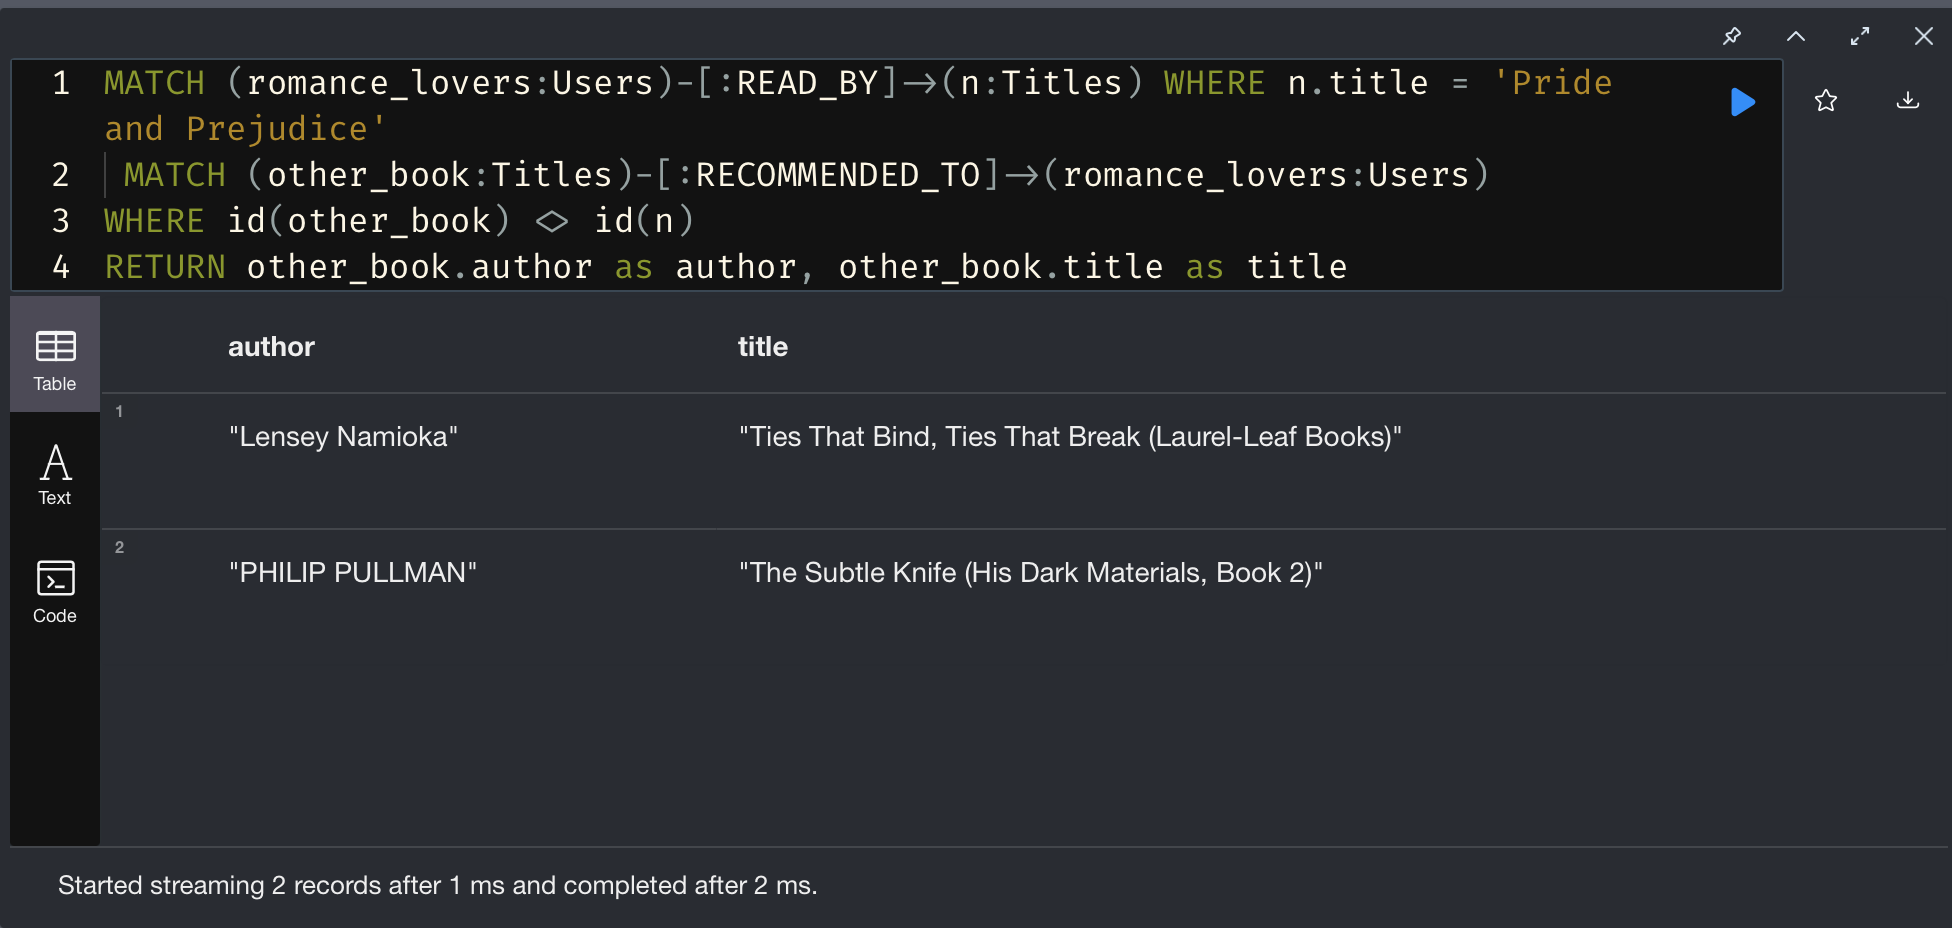 1 MATCH (romance_lovers:Users)-[:READ_BY]->(n:Titles) WHERE n.title = 'Pride
and Prejudice'
2 MATCH (other_book:Titles)-[:RECOMMENDED_TO]->(romance_lovers:Users)
3 WHERE id(other_book) <> id(n)
4 RETURN other_book.author as author, other_book.title as title
author title
Table
1
"Lensey Namioka" "Ties That Bind, Ties That Break (Laurel-Leaf Books)"
Text
2
"PHILIP PULLMAN" "The Subtle Knife (His Dark Materials, Book 2)"
Code
Started streaming 2 records after 1 ms and completed after 2 ms.